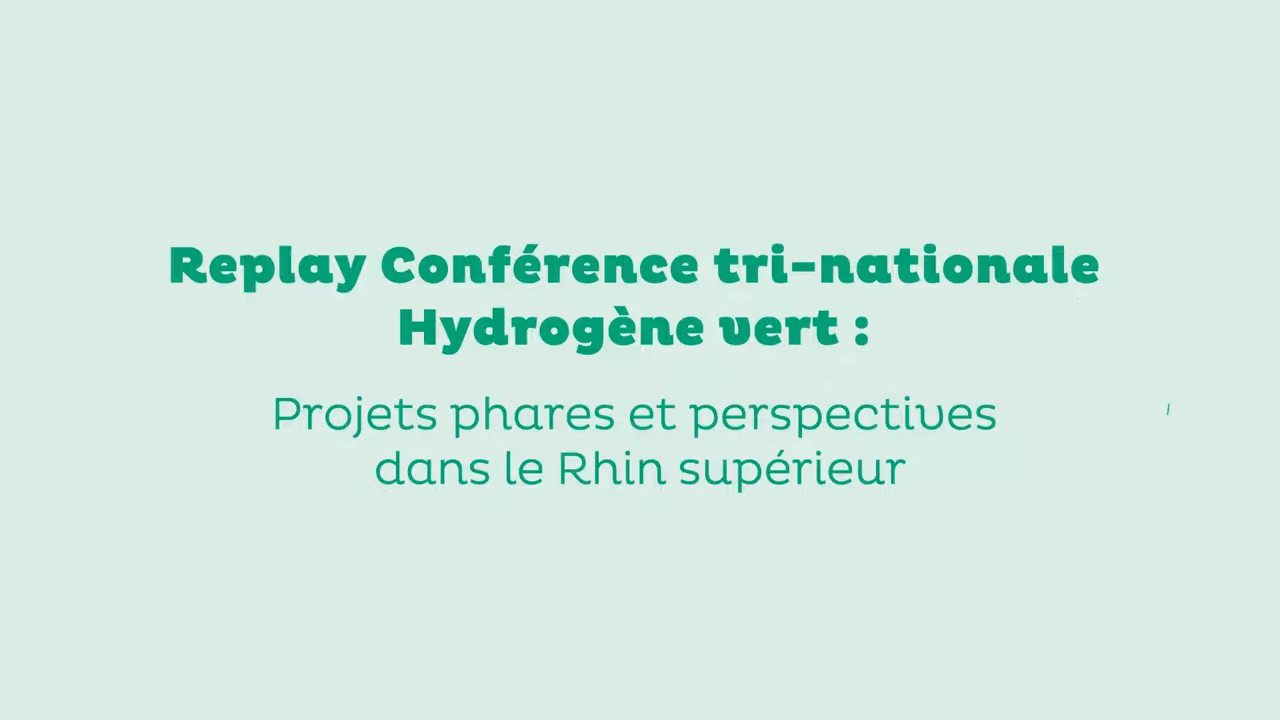 Replay Conférence tri-nationale
Hydrogène vert :
Projets phares et perspectives
dans le Rhin supérieur